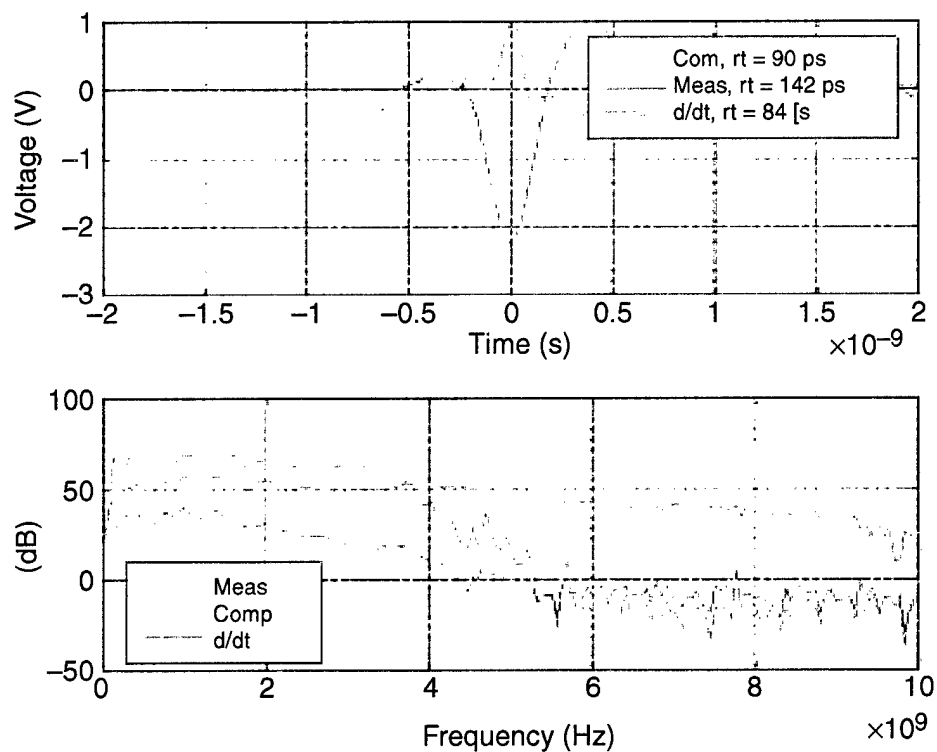 1
0
−1
−2
−3
Voltage (V)
Com, rt = 90 ps
Meas, rt = 142 ps
d/dt, rt = 84 [s
−2
−1.5
−1
−0.5
0
0.5
1
1.5
2
Time (s)
×10−9
100
50
0
−50
(dB)
Meas
Comp
d/dt
0
2
4
6
8
10
Frequency (Hz)
×109